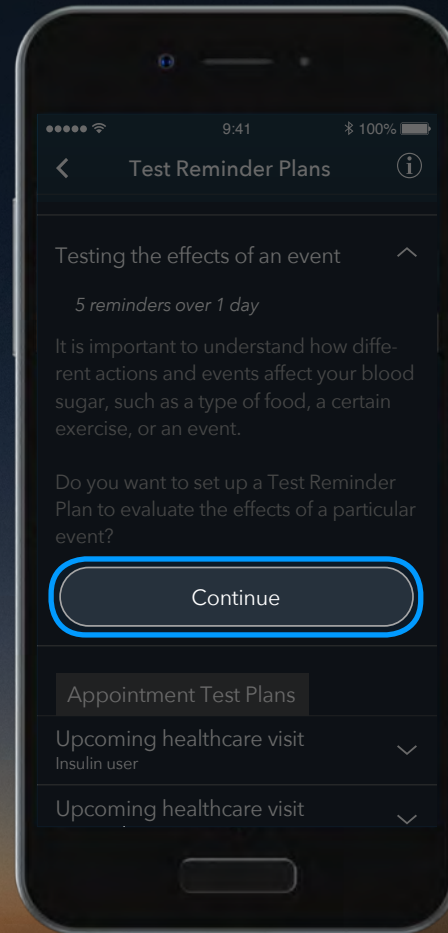 9:41
100%
Test Reminder Plans
Testing the effects of an event
5 reminders over 1 day
It is important to understand how diffe-
rent actions and events affect your blood
sugar, such as a type of food, a certain
exercise, or an event.
Do you want to set up a Test Reminder
Plan to evaluate the effects of a particular
event?
Continue
Appointment Test Plans
Upcoming healthcare visit
Insulin user
Upcoming healthcare visit